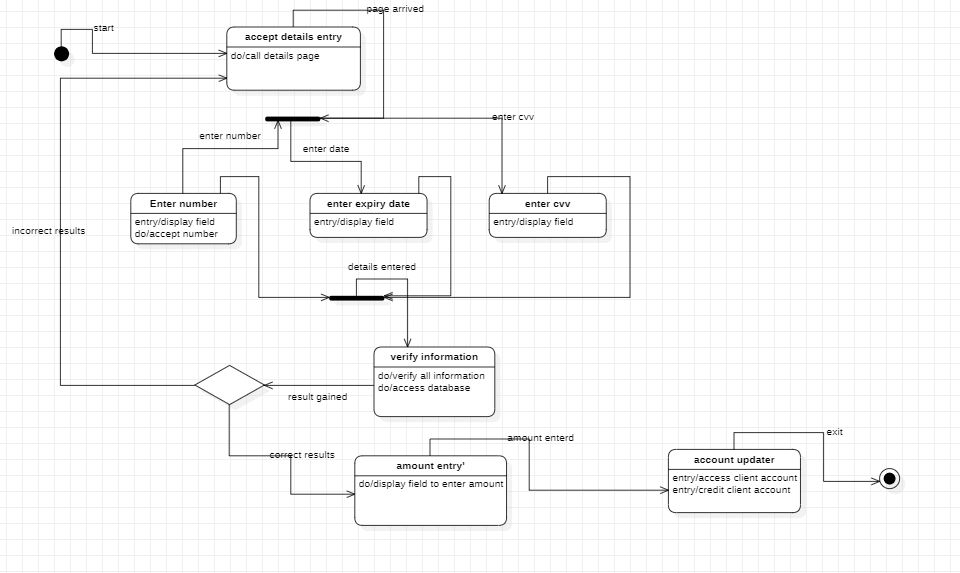 page arrived
start
accept details entry
do/call details page
enter cvv
enter number
enter date
Enter number
entry/display field
do/accept number
enter expiry date
entry/display field
enter cvv
entry/display field
incorrect results
details entered
verify information
do/verify all information
do/access database
result gained
correct results
amount entry'
do/display field to enter amount
amount enterd
account updater
entry/access client account
entry/credit client account
exit